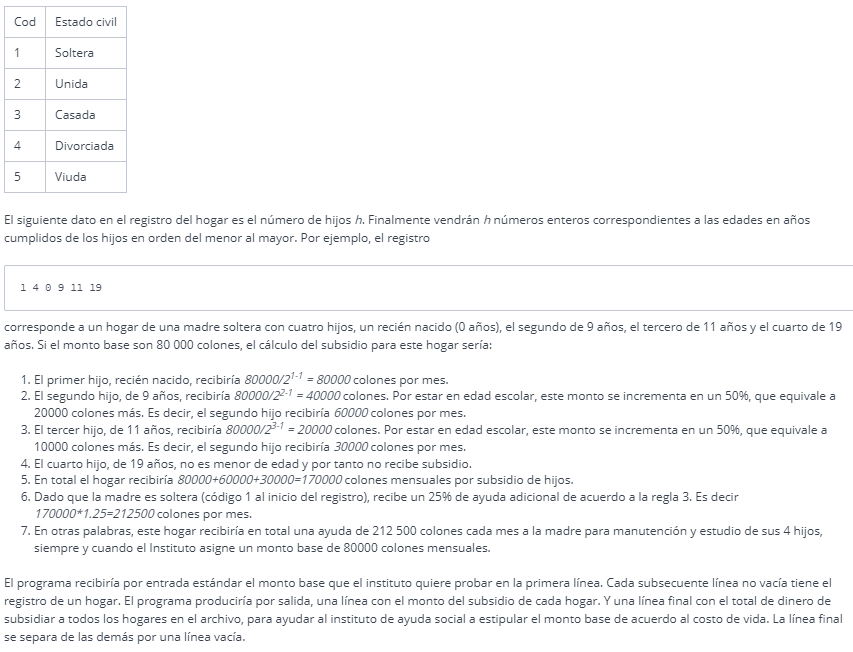 Cod Estado civil
1 Soltera
2 Unida
3 Casada
4 Divorciada
5 Viuda
El siguiente dato en el registro del hogar es el número de hijos h. Finalmente vendrán h números enteros correspondientes a las edades en años
cumplidos de los hijos en orden del menor al mayor. Por ejemplo, el registro
1 4 0 9 11 19
corresponde a un hogar de una madre soltera con cuatro hijos, un recién nacido (0 años), el segundo de 9 años, el tercero de 11 años y el cuarto de 19
años. Si el monto base son 80 000 colones, el cálculo del subsidio para este hogar sería:
1. El primer hijo, recién nacido, recibiría 80000/2^1-1 = 80000 colones por mes.
2. El segundo hijo, de 9 años, recibiría 80000/2^2-1 = 40000 colones. Por estar en edad escolar, este monto se incrementa en un 50%, que equivale a
20000 colones más. Es decir, el segundo hijo recibiría 60000 colones por mes.
3. El tercer hijo, de 11 años, recibiría 80000/2^3-1 = 20000 colones. Por estar en edad escolar, este monto se incrementa en un 50%, que equivale a
10000 colones más. Es decir, el segundo hijo recibiría 30000 colones por mes.
4. El cuarto hijo, de 19 años, no es menor de edad y por tanto no recibe subsidio.
5. En total el hogar recibiría 80000+60000+30000=170000 colones mensuales por subsidio de hijos.
6. Dado que la madre es soltera (código 1 al inicio del registro), recibe un 25% de ayuda adicional de acuerdo a la regla 3. Es decir
170000*1.25=212500 colones por mes.
7. En otras palabras, este hogar recibiría en total una ayuda de 212 500 colones cada mes a la madre para manutención y estudio de sus 4 hijos,
siempre y cuando el Instituto asigne un monto base de 80000 colones mensuales.
El programa recibiría por entrada estándar el monto base que el instituto quiere probar en la primera línea. Cada subsecuente línea no vacía tiene el
registro de un hogar. El programa produciría por salida, una línea con el monto del subsidio de cada hogar. Y una línea final con el total de dinero de
subsidiar a todos los hogares en el archivo, para ayudar al instituto de ayuda social a estipular el monto base de acuerdo al costo de vida. La línea final
se separa de las demás por una línea vacía.